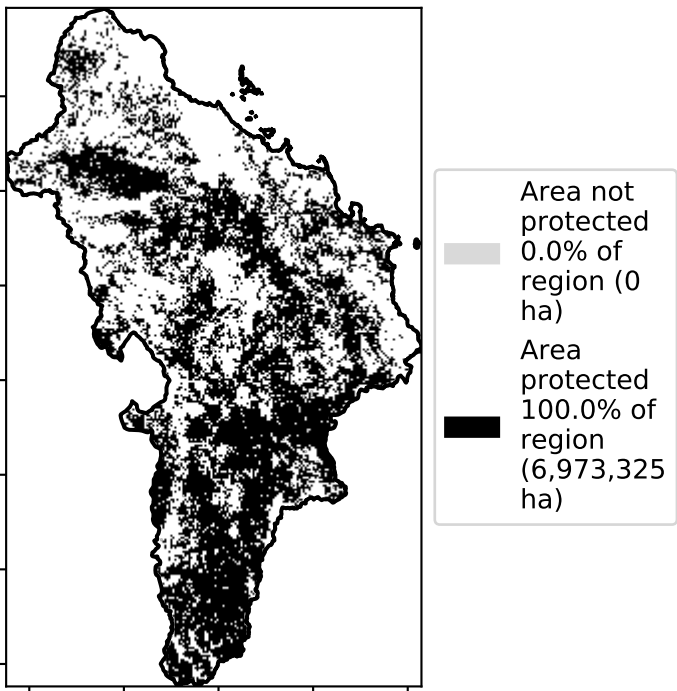 Area not
protected
0.0% of
region (0
ha)
Area
protected
100.0% of
region
(6,973,325
ha)